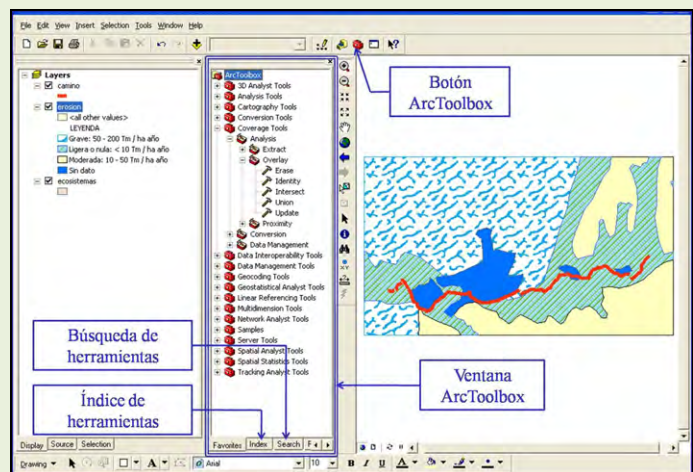 File Edit View Insert Selection Tools Window Help
Layers
camino
erosion
<all other values>
LEYENDA
Grave: 50 - 200 Tm / ha año
Ligera o nula: < 10 Tm / ha año
Moderada: 10 - 50 Tm / ha año
Sin dato
ecosistemas
ArcToolbox
3D Analyst Tools
Analysis Tools
Cartography Tools
Conversion Tools
Coverage Tools
Analysis
Extract
Overlay
Erase
Identity
Intersect
Union
Update
Proximity
Conversion
Data Management
Data Interoperability Tools
Data Management Tools
Geocoding Tools
Geostatistical Analyst Tools
Linear Referencing Tools
Multidimension Tools
Network Analyst Tools
Samples
Server Tools
Spatial Analyst Tools
Spatial Statistics Tools
Tracking Analyst Tools
Botón
ArcToolbox
Búsqueda de
herramientas
Índice de
herramientas
Ventana
ArcToolbox
Display Source Selection
Favorites Index Search
Drawing Arial 10 B I U A